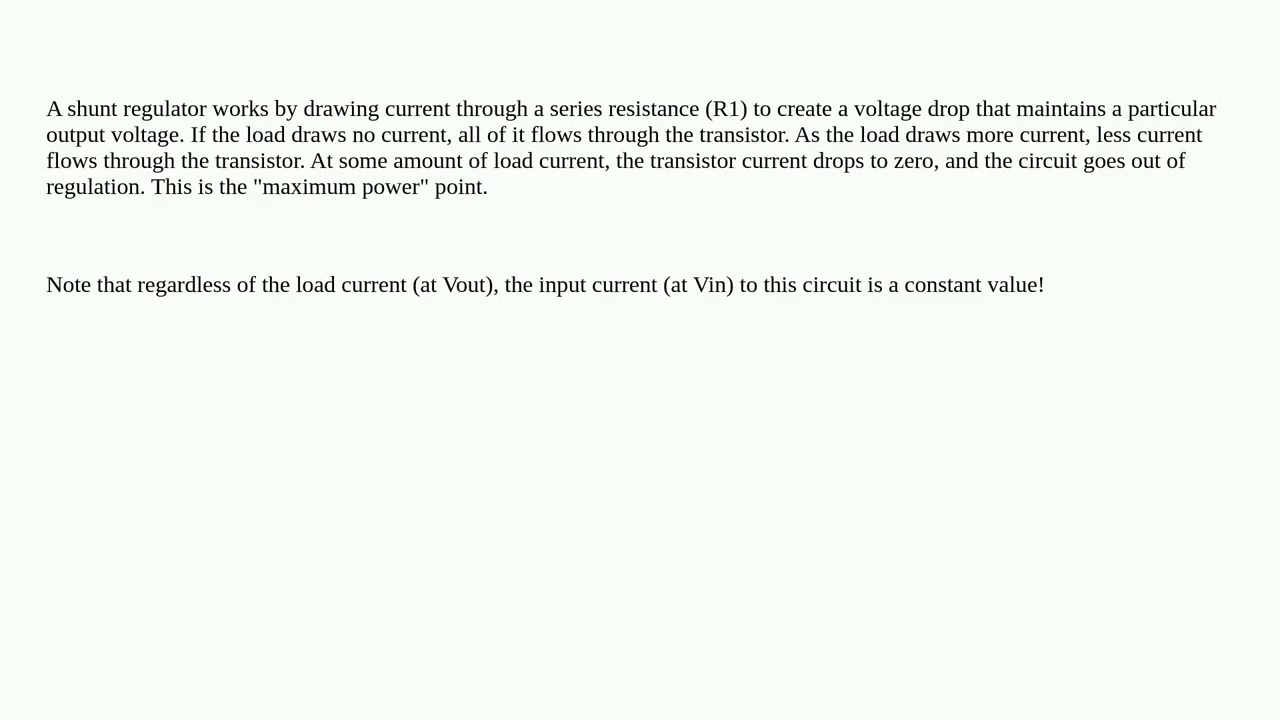 A shunt regulator works by drawing current through a series resistance (R1) to create a voltage drop that maintains a particular
output voltage. If the load draws no current, all of it flows through the transistor. As the load draws more current, less current
flows through the transistor. At some amount of load current, the transistor current drops to zero, and the circuit goes out of
regulation. This is the "maximum power" point.
Note that regardless of the load current (at Vout), the input current (at Vin) to this circuit is a constant value!